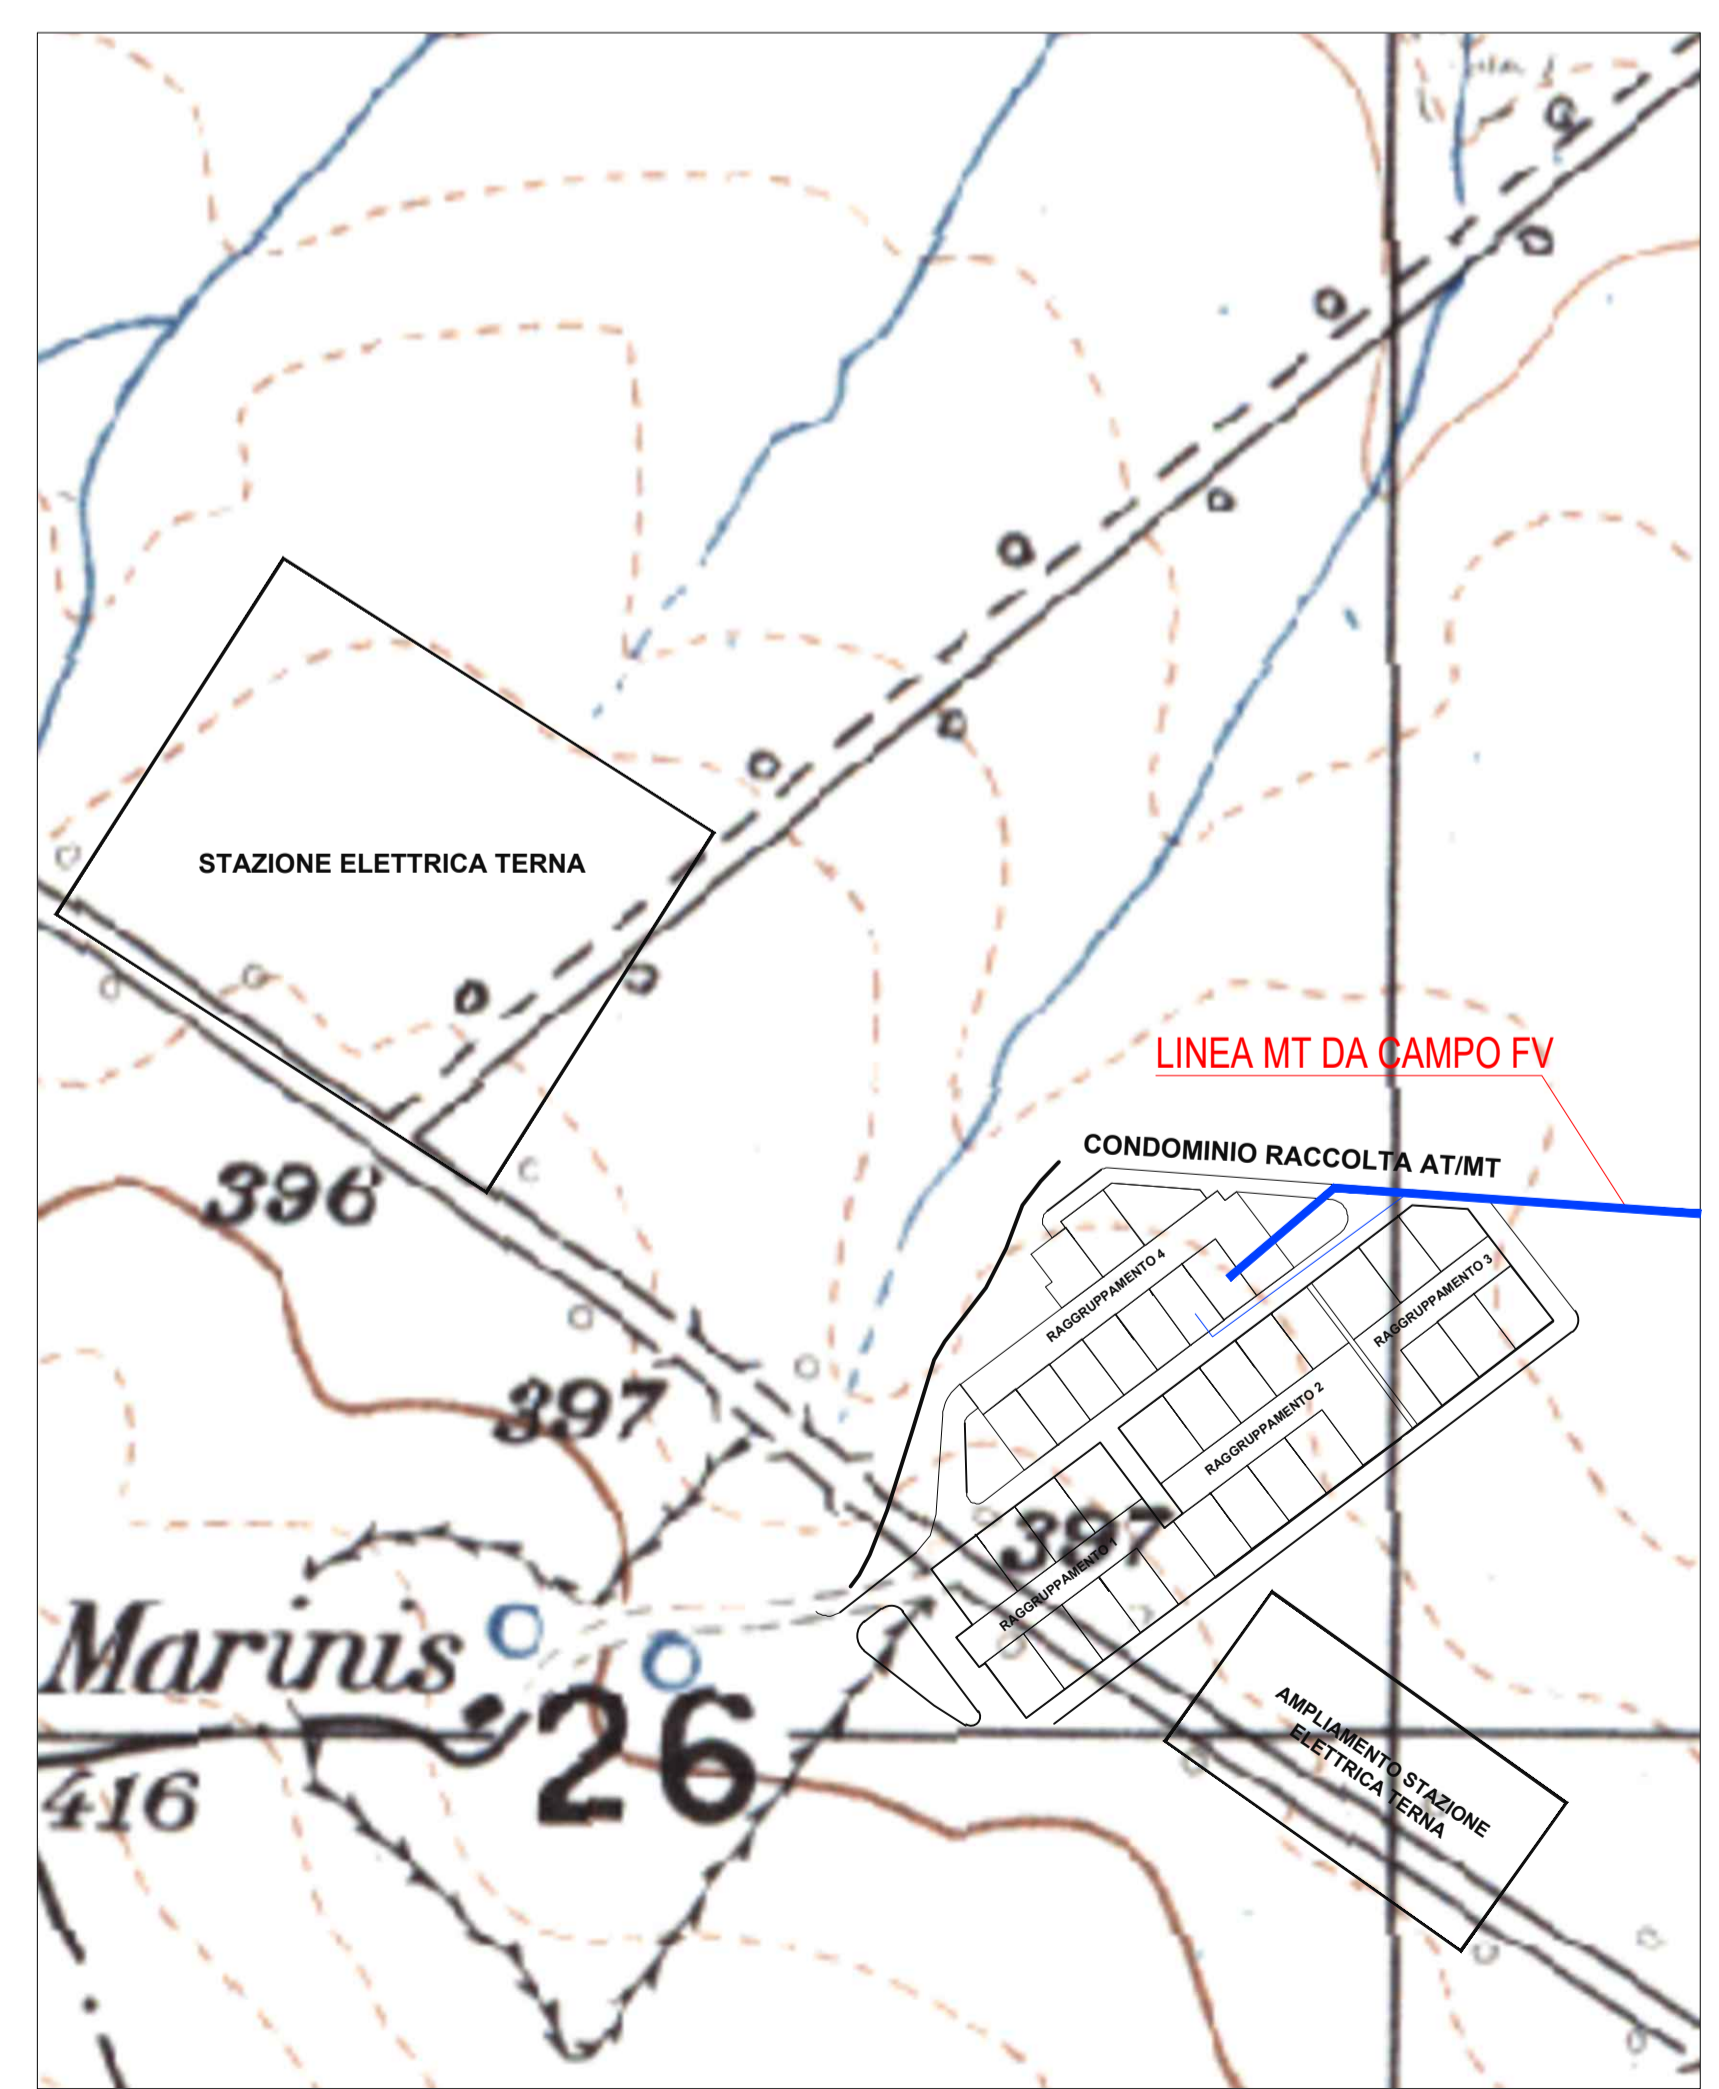 STAZIONE ELETTRICA TERNA
LINEA MT DA CAMPO FV
CONDOMINIO RACCOLTA AT/MT
396
RAGGRUPPAMENTO 4
RAGGRUPPAMENTO 3
397
RAGGRUPPAMENTO 2
397
RAGGRUPPAMENTO 1
Marinis
26
AMPLIAMENTO STAZIONE
ELETTRICA TERNA
416